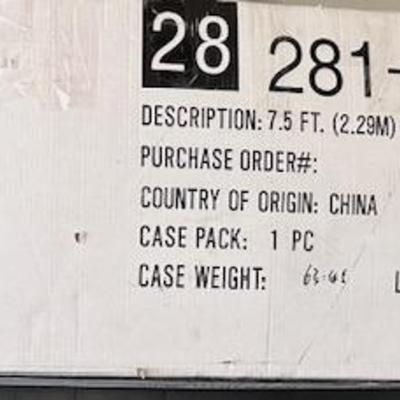 28 281-
DESCRIPTION: 7.5 FT. (2.29M)
PURCHASE ORDER#:
COUNTRY OF ORIGIN: CHINA
CASE PACK: 1 PC
CASE WEIGHT: L